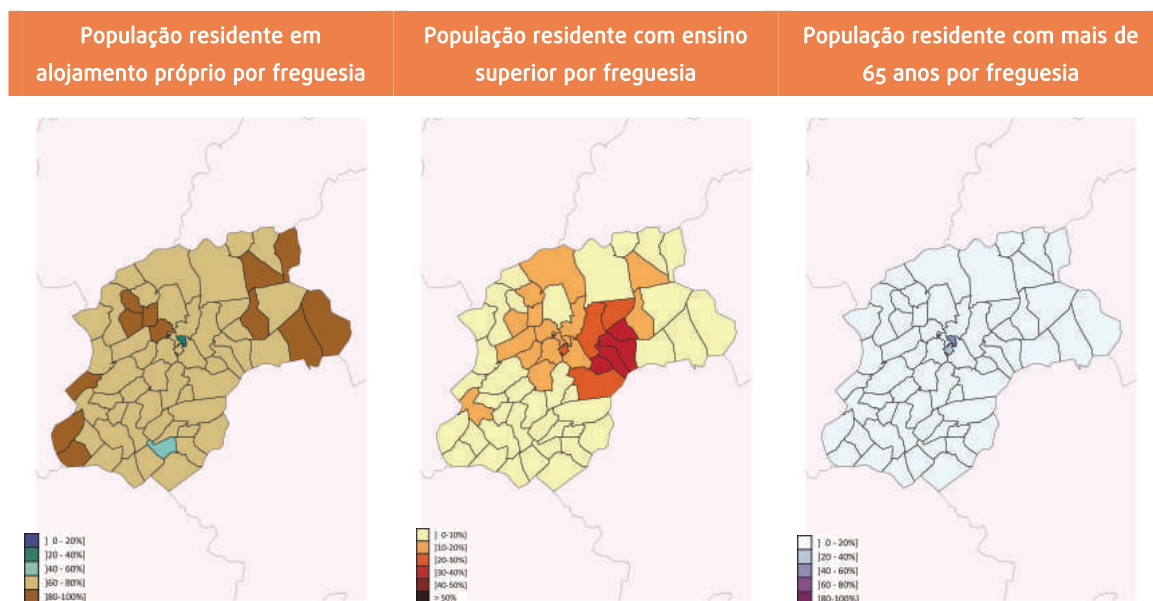 População residente em
alojamento próprio por freguesia
População residente com ensino
superior por freguesia
População residente com mais de
65 anos por freguesia
] 0 - 20%]
]20 - 40%]
]40 - 60%]
]60 - 80%]
]80-100%]
] 0-10%)
]10-20%]
]20-30%]
]30-40%]
]40-50%]
> 50%
] 0 - 20%]
]20 - 40%]
]40 - 60%]
]60 - 80%]
]80-100%]